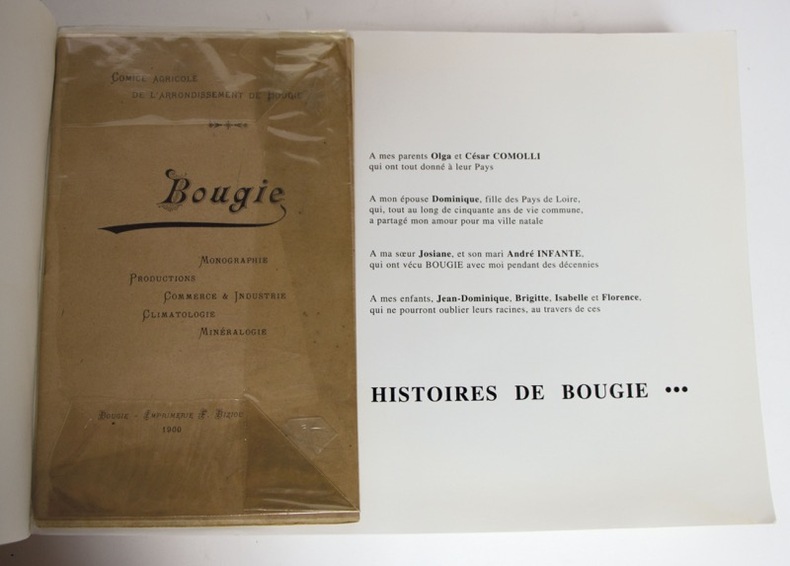 COMICE AGRICOLE
DE L'ARRONDISSEMENT DE BOUGIE
Bougie
MONOGRAPHIE
PRODUCTIONS
COMMERCE & INDUSTRIE
CLIMATOLOGIE
MINÉRALOGIE
BOUGIE - IMPRIMERIE F. BIZIOU
1900
A mes parents Olga et César COMOLLI
qui ont tout donné à leur Pays
A mon épouse Dominique, fille des Pays de Loire,
qui, tout au long de cinquante ans de vie commune,
a partagé mon amour pour ma ville natale
A ma sœur Josiane, et son mari André INFANTE,
qui ont vécu BOUGIE avec moi pendant des décennies
A mes enfants, Jean-Dominique, Brigitte, Isabelle et Florence,
qui ne pourront oublier leurs racines, au travers de ces
HISTOIRES DE BOUGIE •••